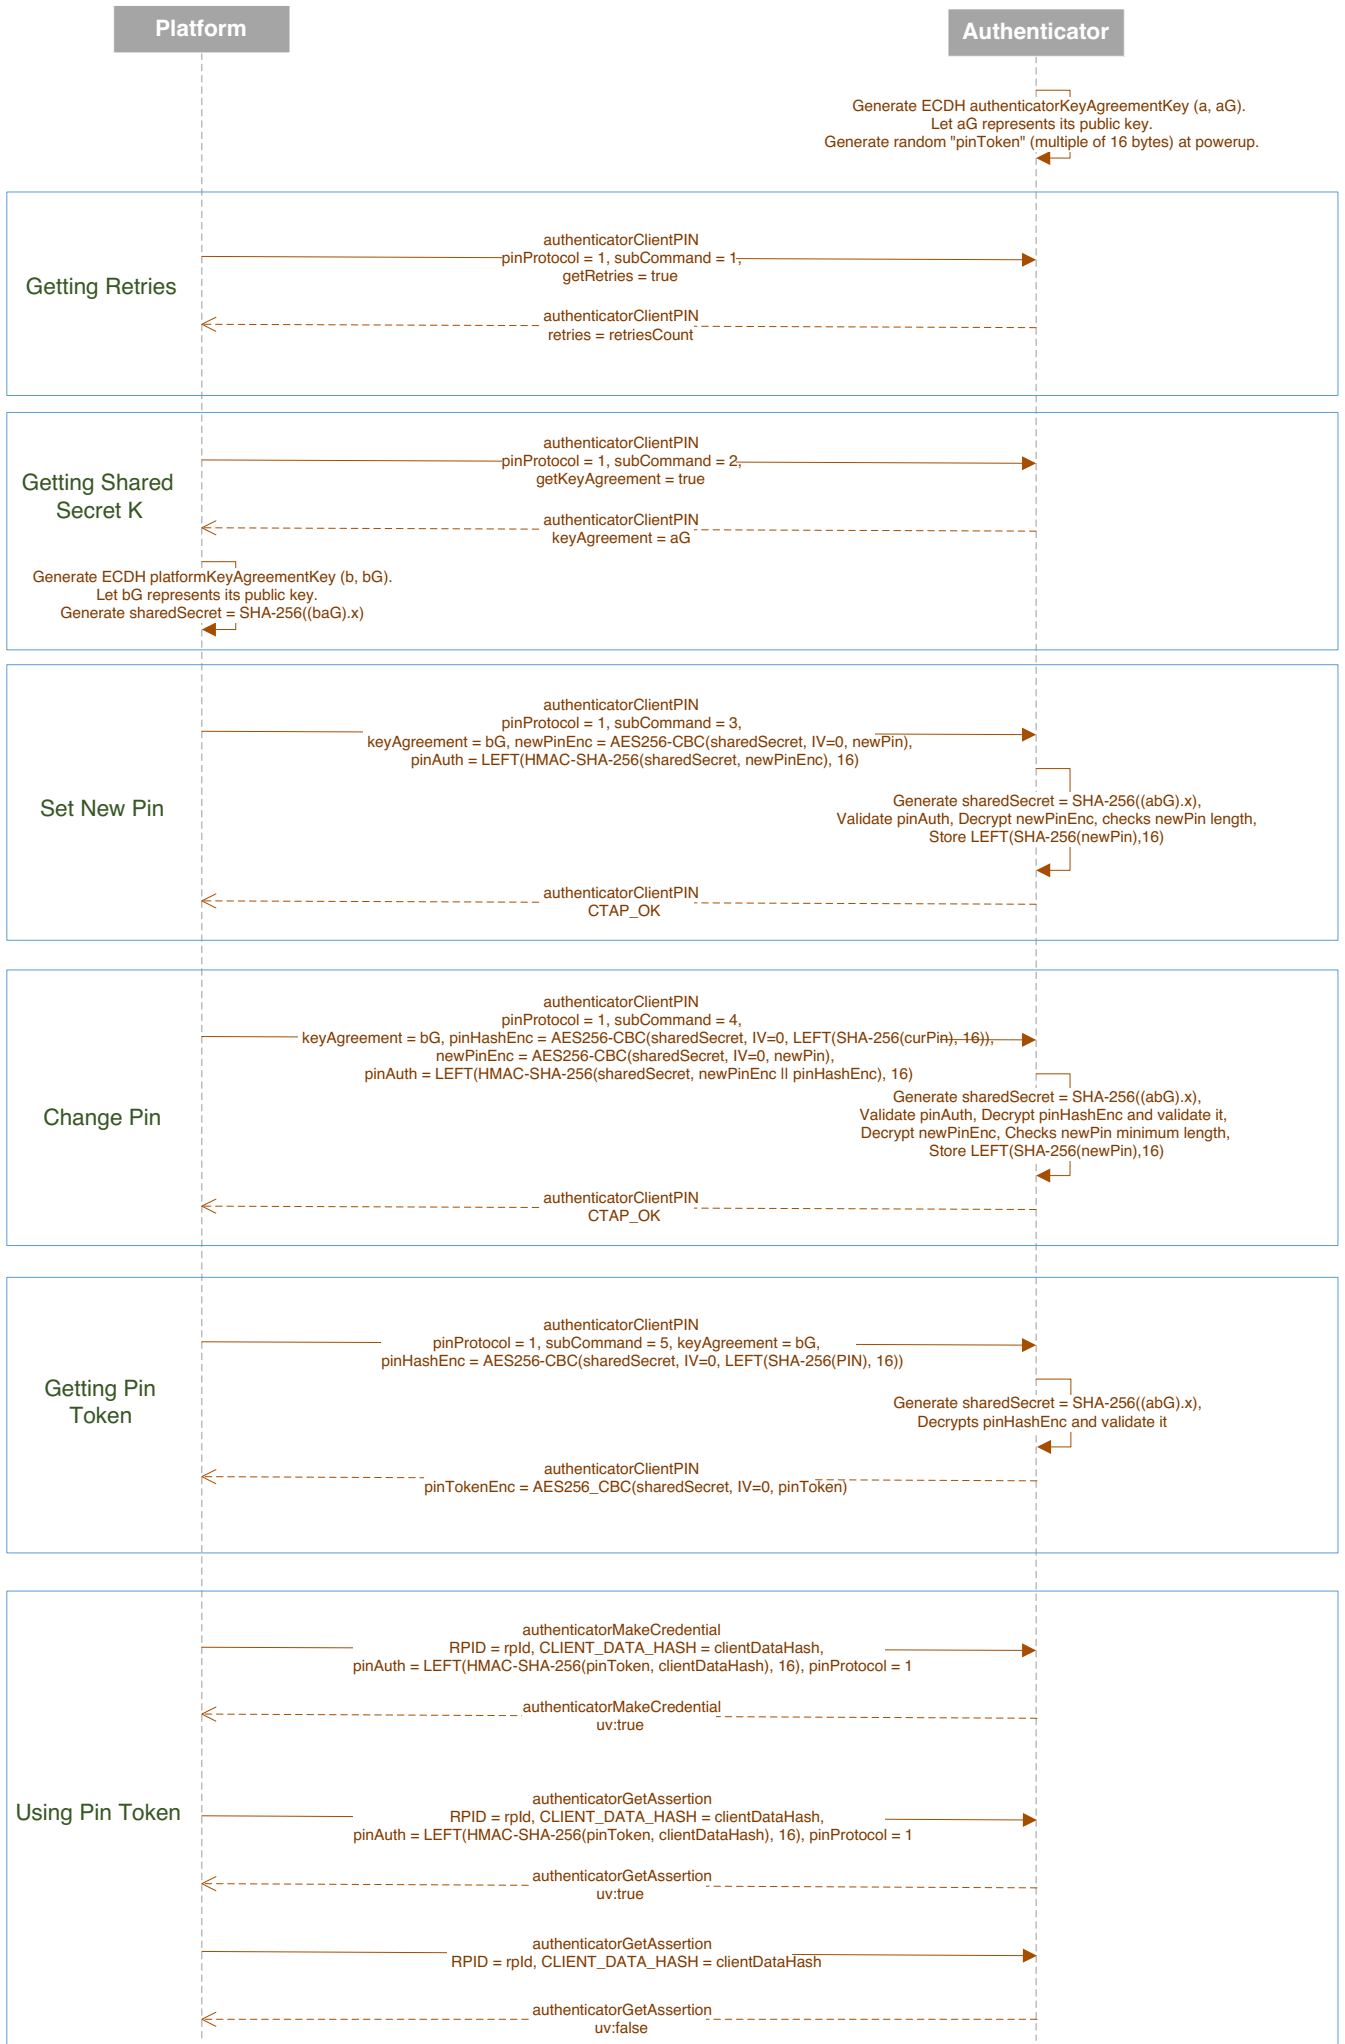 Platform
Authenticator
Generate ECDH authenticatorKeyAgreementKey (a, aG).
Let aG represents its public key.
Generate random "pinToken" (multiple of 16 bytes) at powerup.
Getting Retries
authenticatorClientPIN
pinProtocol = 1, subCommand = 1,
getRetries = true
authenticatorClientPIN
retries = retriesCount
Getting Shared
Secret K
authenticatorClientPIN
pinProtocol = 1, subCommand = 2,
getKeyAgreement = true
authenticatorClientPIN
keyAgreement = aG
Generate ECDH platformKeyAgreementKey (b, bG).
Let bG represents its public key.
Generate sharedSecret = SHA-256((baG).x)
Set New Pin
authenticatorClientPIN
pinProtocol = 1, subCommand = 3,
keyAgreement = bG, newPinEnc = AES256-CBC(sharedSecret, IV=0, newPin),
pinAuth = LEFT(HMAC-SHA-256(sharedSecret, newPinEnc), 16)
Generate sharedSecret = SHA-256((abG).x),
Validate pinAuth, Decrypt newPinEnc, checks newPin length,
Store LEFT(SHA-256(newPin),16)
authenticatorClientPIN
CTAP_OK
Change Pin
authenticatorClientPIN
pinProtocol = 1, subCommand = 4,
keyAgreement = bG, pinHashEnc = AES256-CBC(sharedSecret, IV=0, LEFT(SHA-256(curPin), 16)),
newPinEnc = AES256-CBC(sharedSecret, IV=0, newPin),
pinAuth = LEFT(HMAC-SHA-256(sharedSecret, newPinEnc || pinHashEnc), 16)
Generate sharedSecret = SHA-256((abG).x),
Validate pinAuth, Decrypt pinHashEnc and validate it,
Decrypt newPinEnc, Checks newPin minimum length,
Store LEFT(SHA-256(newPin),16)
authenticatorClientPIN
CTAP_OK
Getting Pin
Token
authenticatorClientPIN
pinProtocol = 1, subCommand = 5, keyAgreement = bG,
pinHashEnc = AES256-CBC(sharedSecret, IV=0, LEFT(SHA-256(PIN), 16))
Generate sharedSecret = SHA-256((abG).x),
Decrypts pinHashEnc and validate it
authenticatorClientPIN
pinTokenEnc = AES256_CBC(sharedSecret, IV=0, pinToken)
Using Pin Token
authenticatorMakeCredential
RPID = rpId, CLIENT_DATA_HASH = clientDataHash,
pinAuth = LEFT(HMAC-SHA-256(pinToken, clientDataHash), 16), pinProtocol = 1
authenticatorMakeCredential
uv:true
authenticatorGetAssertion
RPID = rpId, CLIENT_DATA_HASH = clientDataHash,
pinAuth = LEFT(HMAC-SHA-256(pinToken, clientDataHash), 16), pinProtocol = 1
authenticatorGetAssertion
uv:true
authenticatorGetAssertion
RPID = rpId, CLIENT_DATA_HASH = clientDataHash
authenticatorGetAssertion
uv:false